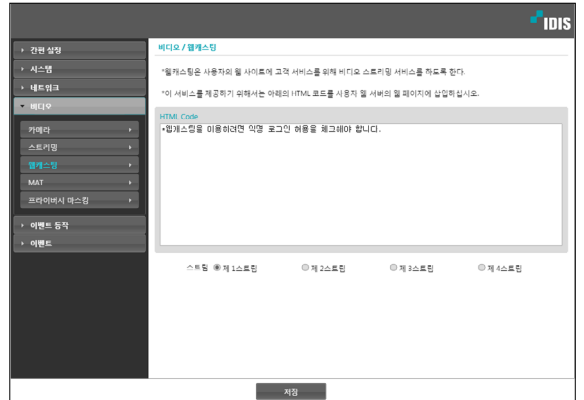 IDIS
간편 설정
시스템
네트워크
비디오
카메라
스트리밍
웹캐스팅
MAT
프라이버시 마스킹
이벤트 동작
이벤트
비디오 / 웹캐스팅
*웹캐스팅은 사용자의 웹 사이트에 고객 서비스를 위해 비디오 스트리밍 서비스를 하도록 한다.
*이 서비스를 제공하기 위해서는 아래의 HTML 코드를 사용자 웹 서버의 웹 페이지에 삽입하십시오.
HTML Code
*웹캐스팅을 이용하려면 익명 로그인 허용을 체크해야 합니다.
스트림 제 1스트림 제 2스트림 제 3스트림 제 4스트림
저장